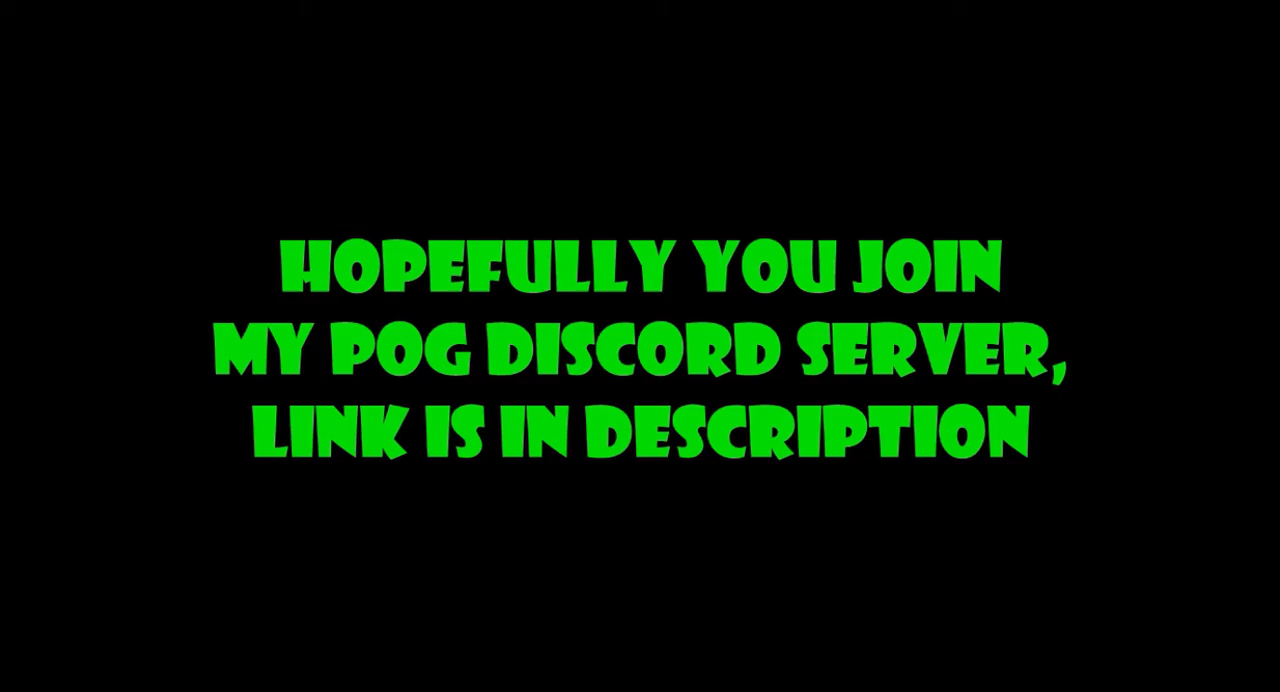 HOPEFULLY YOU JOIN
MY POG DISCORD SERVER,
LINK IS IN DESCRIPTION